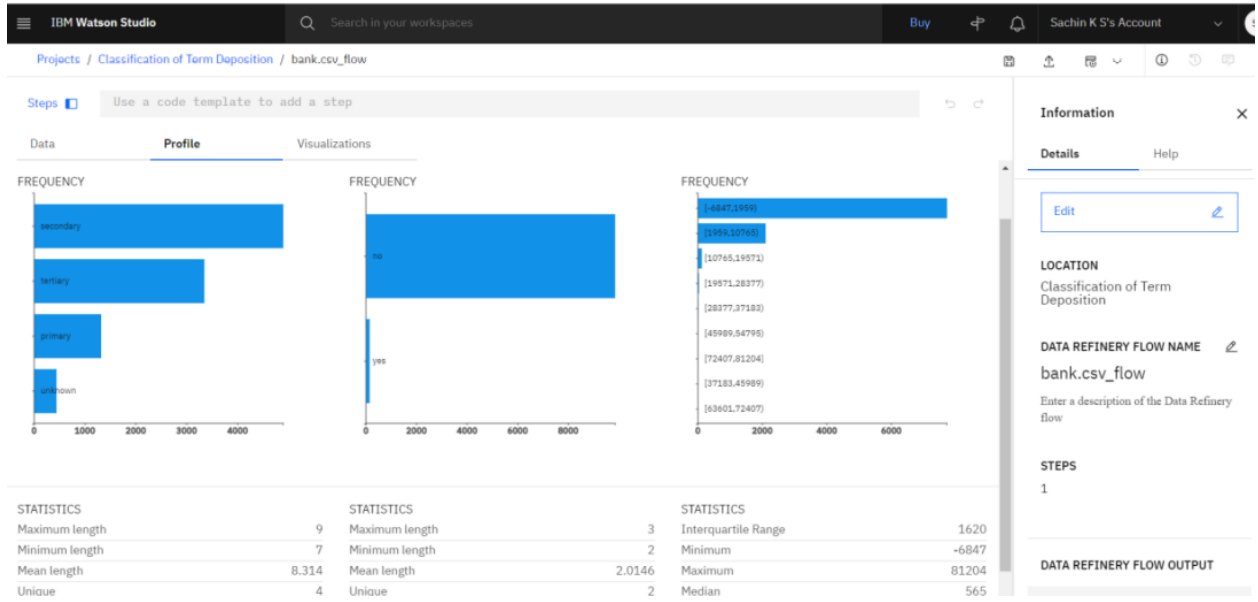 IBM Watson Studio
Search in your workspaces
Buy
Sachin K S's Account
Projects / Classification of Term Deposition / bank.csv_flow
Steps
Use a code template to add a step
Data Profile Visualizations
FREQUENCY
secondary
tertiary
primary
unknown
0 1000 2000 3000 4000
FREQUENCY
no
yes
0 2000 4000 6000 8000
FREQUENCY
[-6847,1959)
[1959,10765)
[10765,19571)
[19571,28377)
[28377,37183)
[45989,54795)
[72407,81204]
[37183,45989)
[63601,72407)
0 2000 4000 6000
STATISTICS
Maximum length 9
Minimum length 7
Mean length 8.314
Unique 4
STATISTICS
Maximum length 3
Minimum length 2
Mean length 2.0146
Unique 2
STATISTICS
Interquartile Range 1620
Minimum -6847
Maximum 81204
Median 565
Information
Details Help
Edit
LOCATION
Classification of Term
Deposition
DATA REFINERY FLOW NAME
bank.csv_flow
Enter a description of the Data Refinery
flow
STEPS
1
DATA REFINERY FLOW OUTPUT